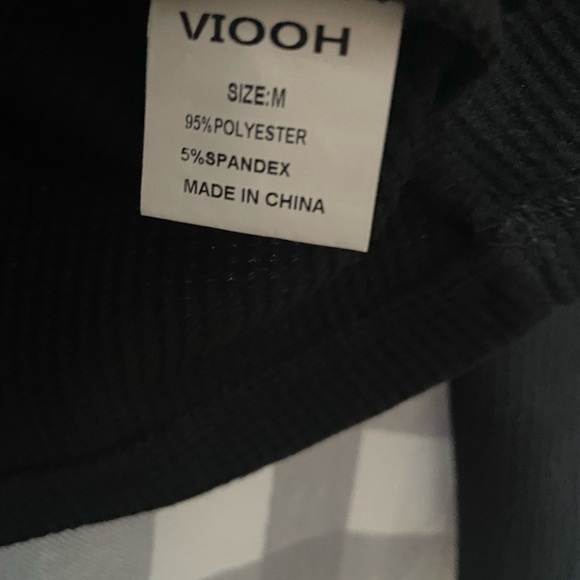 VIOOH
SIZE:M
95%POLYESTER
5%SPANDEX
MADE IN CHINA